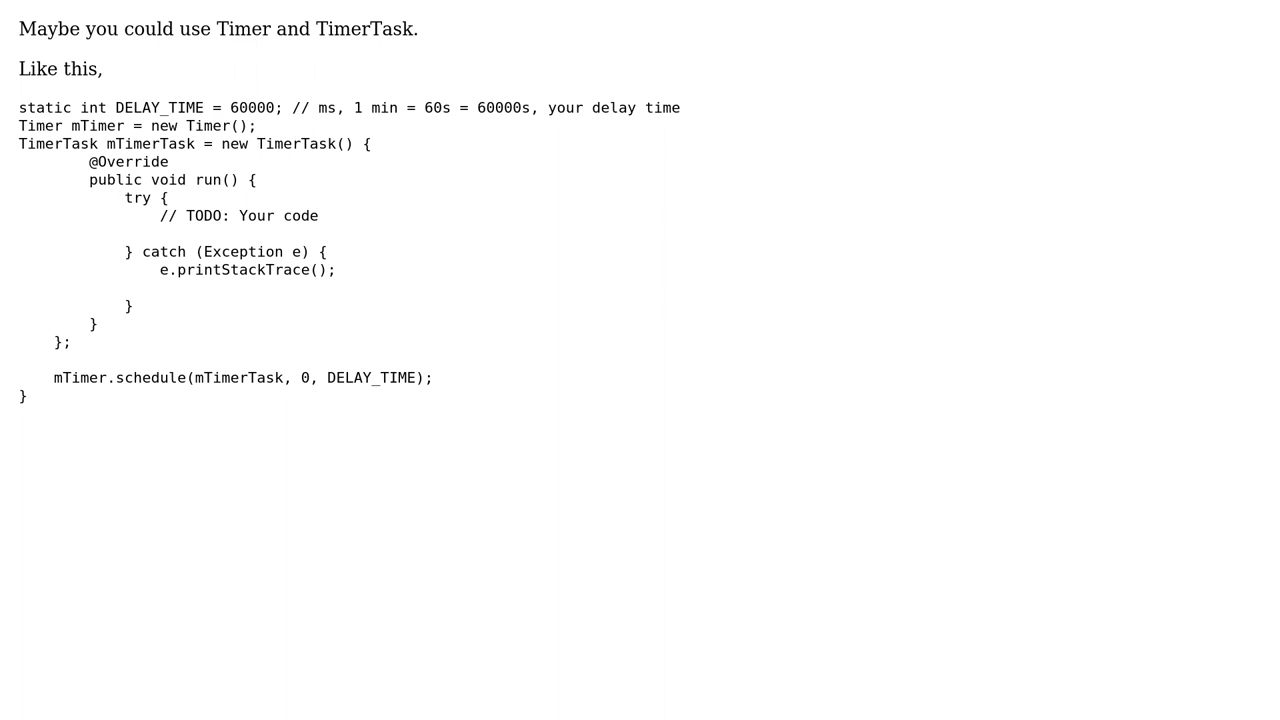 Maybe you could use Timer and TimerTask.
Like this,
static int DELAY_TIME = 60000; // ms, 1 min = 60s = 60000s, your delay time
Timer mTimer = new Timer();
TimerTask mTimerTask = new TimerTask() {
        @Override
        public void run() {
            try {
                // TODO: Your code

            } catch (Exception e) {
                e.printStackTrace();

            }
        }
    };

    mTimer.schedule(mTimerTask, 0, DELAY_TIME);
}